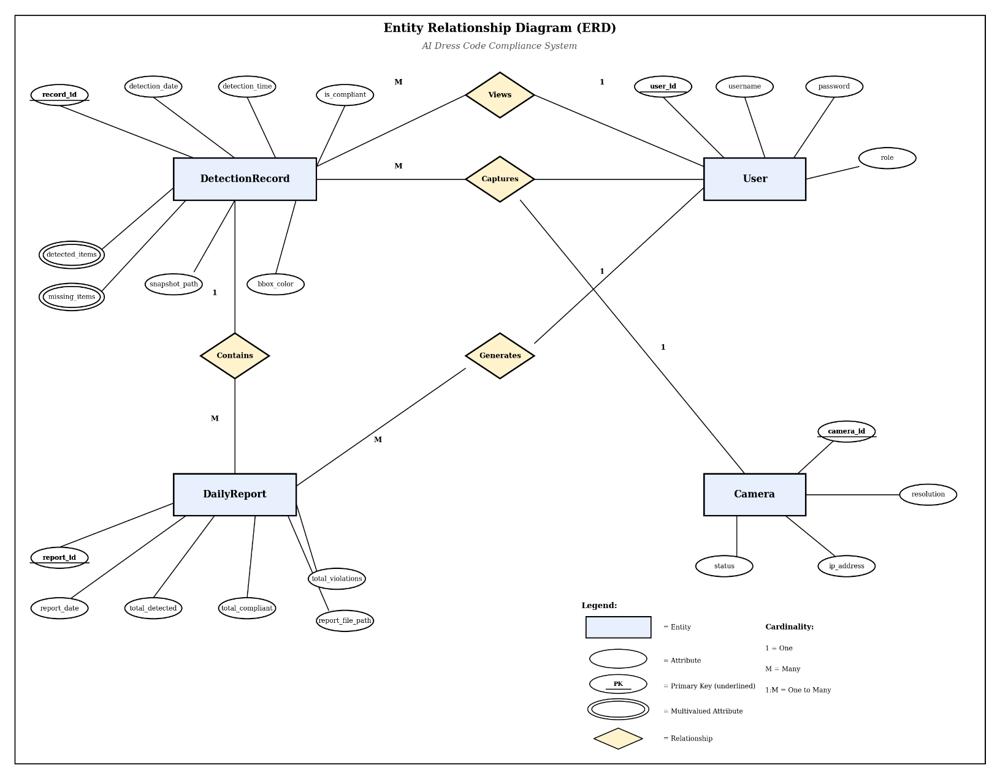 Entity Relationship Diagram (ERD)
AI Dress Code Compliance System
record_id
detection_date
detection_time
is_compliant
M
Views
1
user_id
username
password
role
DetectionRecord
M
Captures
User
detected_items
missing_items
snapshot_path
bbox_color
1
1
1
Contains
Generates
M
M
camera_id
DailyReport
Camera
resolution
report_id
report_date
total_detected
total_compliant
total_violations
report_file_path
status
ip_address
Legend:
= Entity
= Attribute
PK
= Primary Key (underlined)
= Multivalued Attribute
= Relationship
Cardinality:
1 = One
M = Many
1:M = One to Many